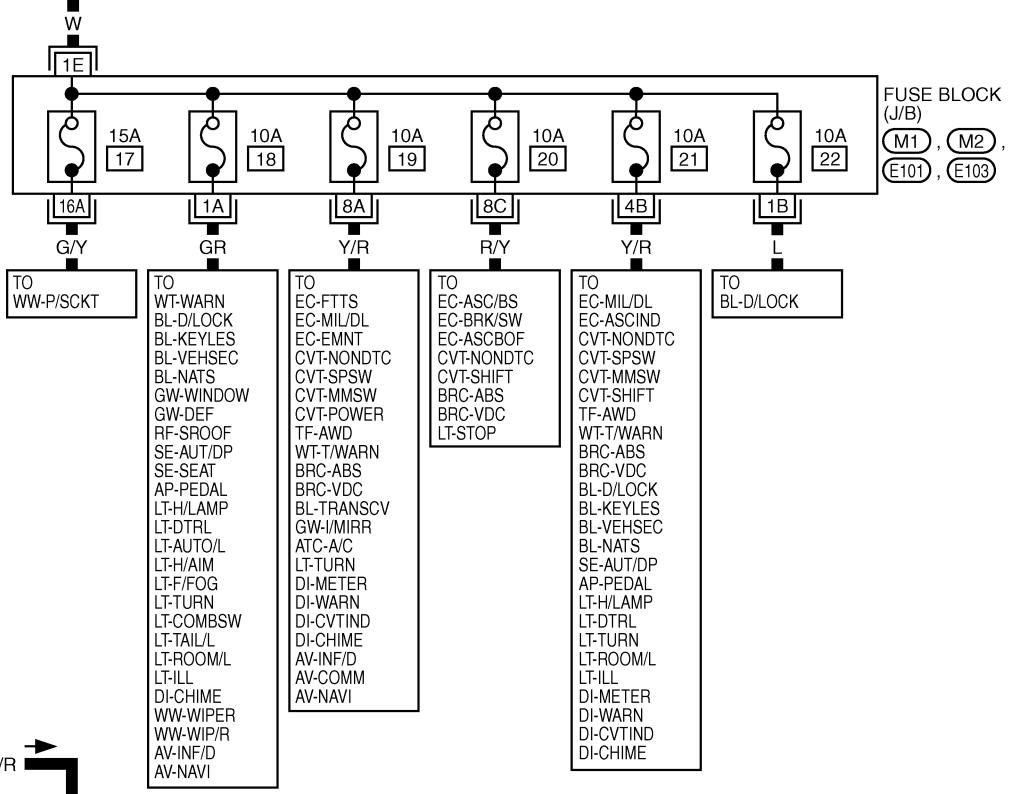 W
1E
FUSE BLOCK
(J/B)
M1 , M2 ,
E101 , E103
15A
17
10A
18
10A
19
10A
20
10A
21
10A
22
16A
1A
8A
8C
4B
1B
G/Y
GR
Y/R
R/Y
Y/R
L
TO
WW-P/SCKT
TO
WT-WARN
BL-D/LOCK
BL-KEYLES
BL-VEHSEC
BL-NATS
GW-WINDOW
GW-DEF
RF-SROOF
SE-AUT/DP
SE-SEAT
AP-PEDAL
LT-H/LAMP
LT-DTRL
LT-AUTO/L
LT-H/AIM
LT-F/FOG
LT-TURN
LT-COMBSW
LT-TAIL/L
LT-ROOM/L
LT-ILL
DI-CHIME
WW-WIPER
WW-WIP/R
AV-INF/D
AV-NAVI
TO
EC-FTTS
EC-MIL/DL
EC-EMNT
CVT-NONDTC
CVT-SPSW
CVT-MMSW
CVT-POWER
TF-AWD
WT-T/WARN
BRC-ABS
BRC-VDC
BL-TRANSCV
GW-I/MIRR
ATC-A/C
LT-TURN
DI-METER
DI-WARN
DI-CVTIND
DI-CHIME
AV-INF/D
AV-COMM
AV-NAVI
TO
EC-ASC/BS
EC-BRK/SW
EC-ASCBOF
CVT-NONDTC
CVT-SHIFT
BRC-ABS
BRC-VDC
LT-STOP
TO
EC-MIL/DL
EC-ASCIND
CVT-NONDTC
CVT-SPSW
CVT-MMSW
CVT-SHIFT
TF-AWD
WT-T/WARN
BRC-ABS
BRC-VDC
BL-D/LOCK
BL-KEYLES
BL-VEHSEC
BL-NATS
SE-AUT/DP
AP-PEDAL
LT-H/LAMP
LT-DTRL
LT-TURN
LT-ROOM/L
LT-ILL
DI-METER
DI-WARN
DI-CVTIND
DI-CHIME
TO
BL-D/LOCK
/R